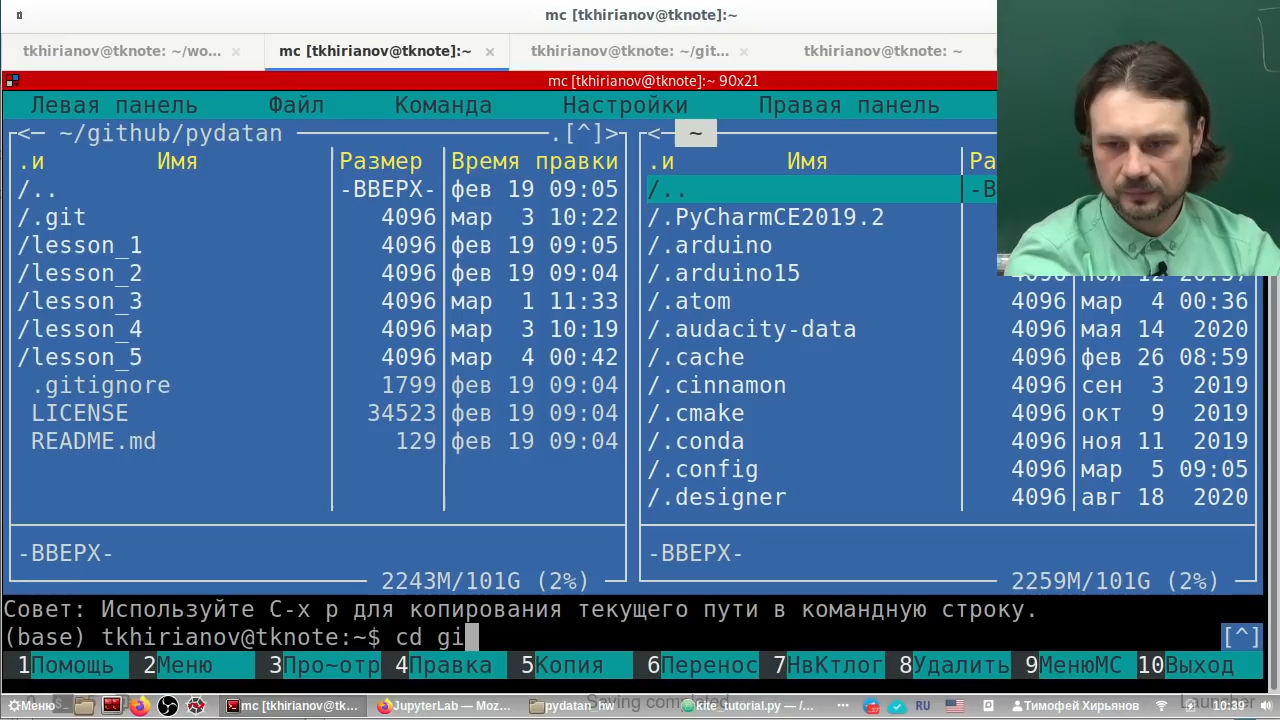 mc [tkhirianov@tknote]:~
tkhirianov@tknote: ~/wo... × mc [tkhirianov@tknote]:~ × tkhirianov@tknote: ~/git... × tkhirianov@tknote: ~
mc [tkhirianov@tknote]:~ 90x21
Левая панель Файл Команда Настройки Правая панель
<─ ~/github/pydatan .[^]> <─ ~
.и Имя Размер Время правки .и Имя Ра
/.. -ВВЕРХ- фев 19 09:05 /.. -В
/.git 4096 мар 3 10:22 /.PyCharmCE2019.2
/lesson_1 4096 фев 19 09:05 /.arduino
/lesson_2 4096 фев 19 09:04 /.arduino15 4096
/lesson_3 4096 мар 1 11:33 /.atom 4096 мар 4 00:36
/lesson_4 4096 мар 3 10:19 /.audacity-data 4096 мая 14 2020
/lesson_5 4096 мар 4 00:42 /.cache 4096 фев 26 08:59
.gitignore 1799 фев 19 09:04 /.cinnamon 4096 сен 3 2019
LICENSE 34523 фев 19 09:04 /.cmake 4096 окт 9 2019
README.md 129 фев 19 09:04 /.conda 4096 ноя 11 2019
/.config 4096 мар 5 09:05
/.designer 4096 авг 18 2020
-ВВЕРХ- -ВВЕРХ-
2243M/101G (2%) 2259M/101G (2%)
Совет: Используйте C-x p для копирования текущего пути в командную строку.
(base) tkhirianov@tknote:~$ cd gi [^]
1Помощь 2Меню 3Про~отр 4Правка 5Копия 6Перенос 7НвКтлог 8Удалить 9МенюMC 10Выход
Saving completed Launcher
Меню mc [tkhirianov@tk... JupyterLab — Moz... pydatan_hw kite_tutorial.py — /... RU Тимофей Хирьянов 10:39